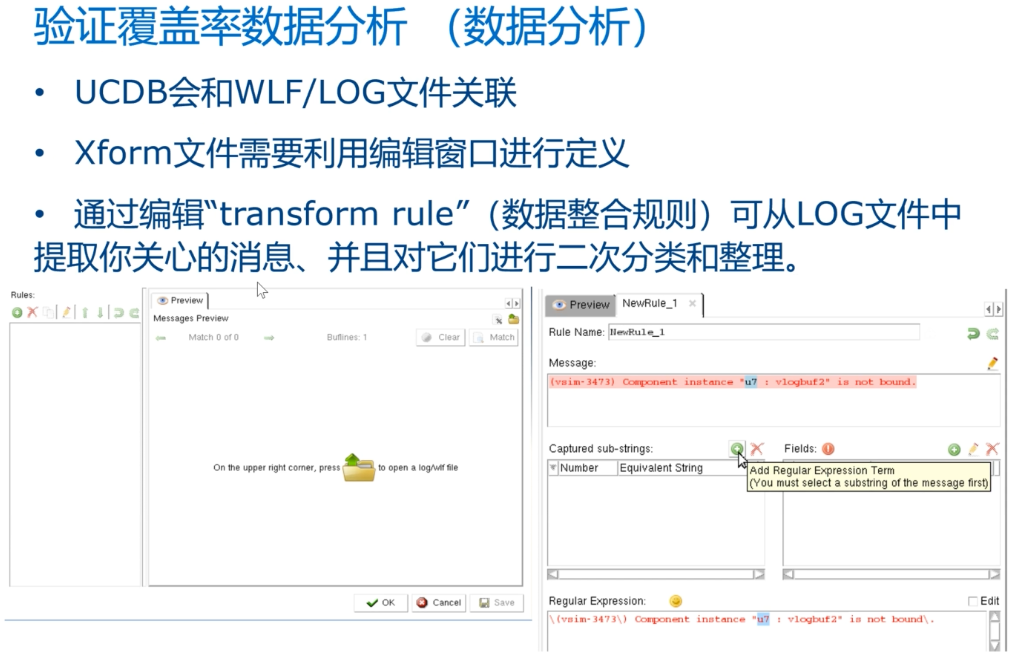 验证覆盖率数据分析 （数据分析）
• UCDB会和WLF/LOG文件关联
• Xform文件需要利用编辑窗口进行定义
• 通过编辑“transform rule”（数据整合规则）可从LOG文件中
提取你关心的消息、并且对它们进行二次分类和整理。
Rules:
Preview
Messages Preview
Match 0 of 0
Buflines: 1
Clear
Match
On the upper right corner, press to open a log/wlf file
OK
Cancel
Save
Preview
NewRule_1
Rule Name: NewRule_1
Message:
(vsim-3473) Component instance "u7 : vlogbuf2" is not bound.
Captured sub-strings:
Fields:
Number
Equivalent String
Add Regular Expression Term
(You must select a substring of the message first)
Regular Expression:
Edit
\(vsim-3473\) Component instance "u7 : vlogbuf2" is not bound\.